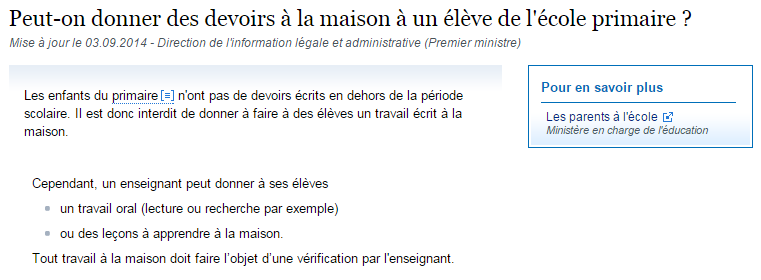 Peut-on donner des devoirs à la maison à un élève de l'école primaire ?
Mise à jour le 03.09.2014 - Direction de l'information légale et administrative (Premier ministre)
Les enfants du primaire [≡] n'ont pas de devoirs écrits en dehors de la période
scolaire. Il est donc interdit de donner à faire à des élèves un travail écrit à la
maison.
Cependant, un enseignant peut donner à ses élèves
un travail oral (lecture ou recherche par exemple)
ou des leçons à apprendre à la maison.
Tout travail à la maison doit faire l'objet d'une vérification par l'enseignant.
Pour en savoir plus
Les parents à l'école
Ministère en charge de l'éducation